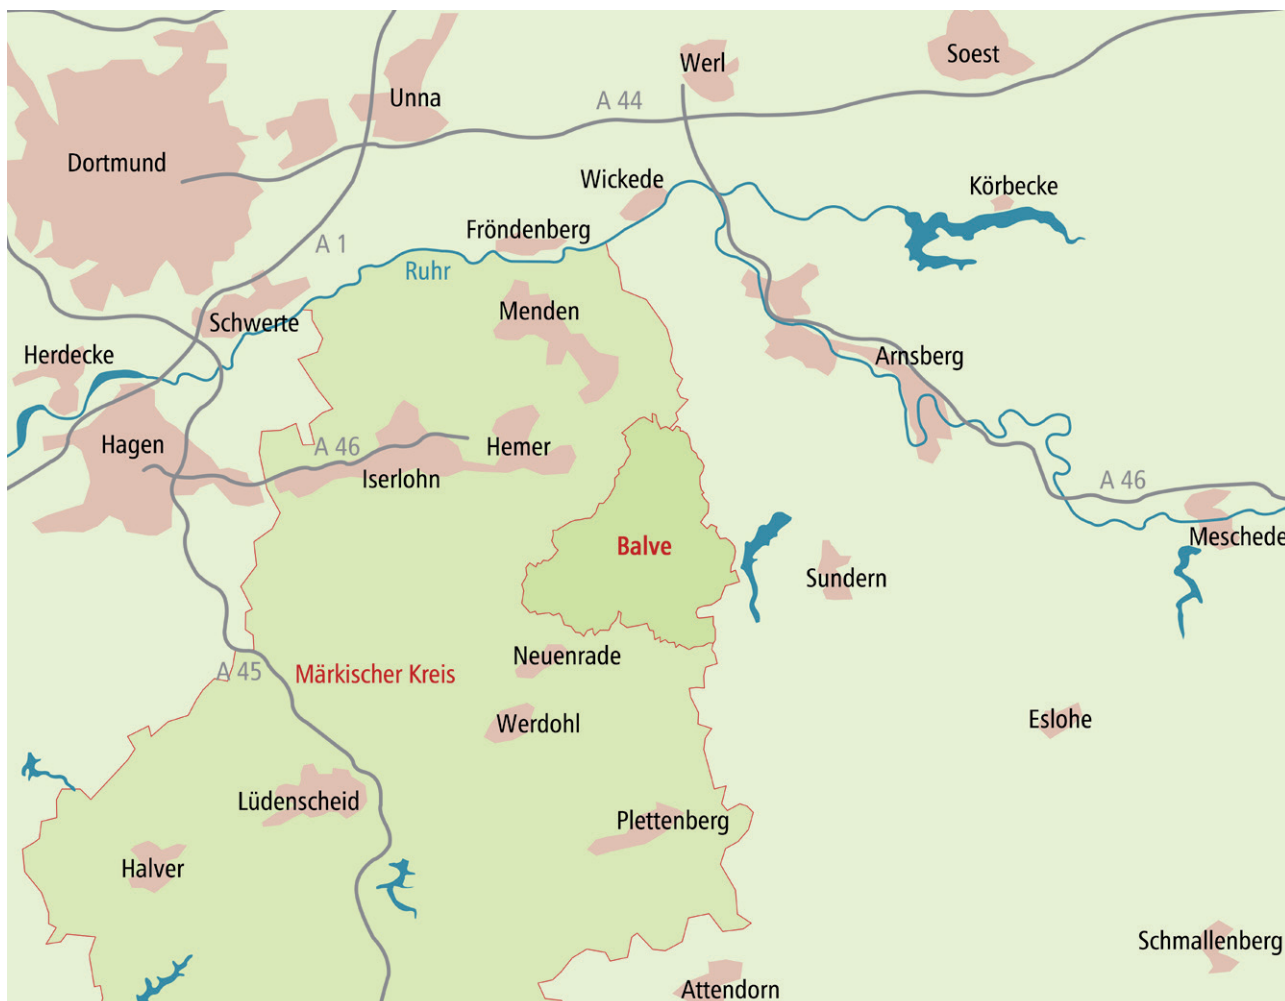 Soest
Werl
Unna
A 44
Dortmund
Wickede
Körbecke
Fröndenberg
A 1
Ruhr
Menden
Schwerte
Herdecke
Arnsberg
Hagen
A 46
Hemer
Iserlohn
A 46
Meschede
Balve
Sundern
Neuenrade
A 45
Märkischer Kreis
Werdohl
Eslohe
Lüdenscheid
Plettenberg
Halver
Schmallenberg
Attendorn